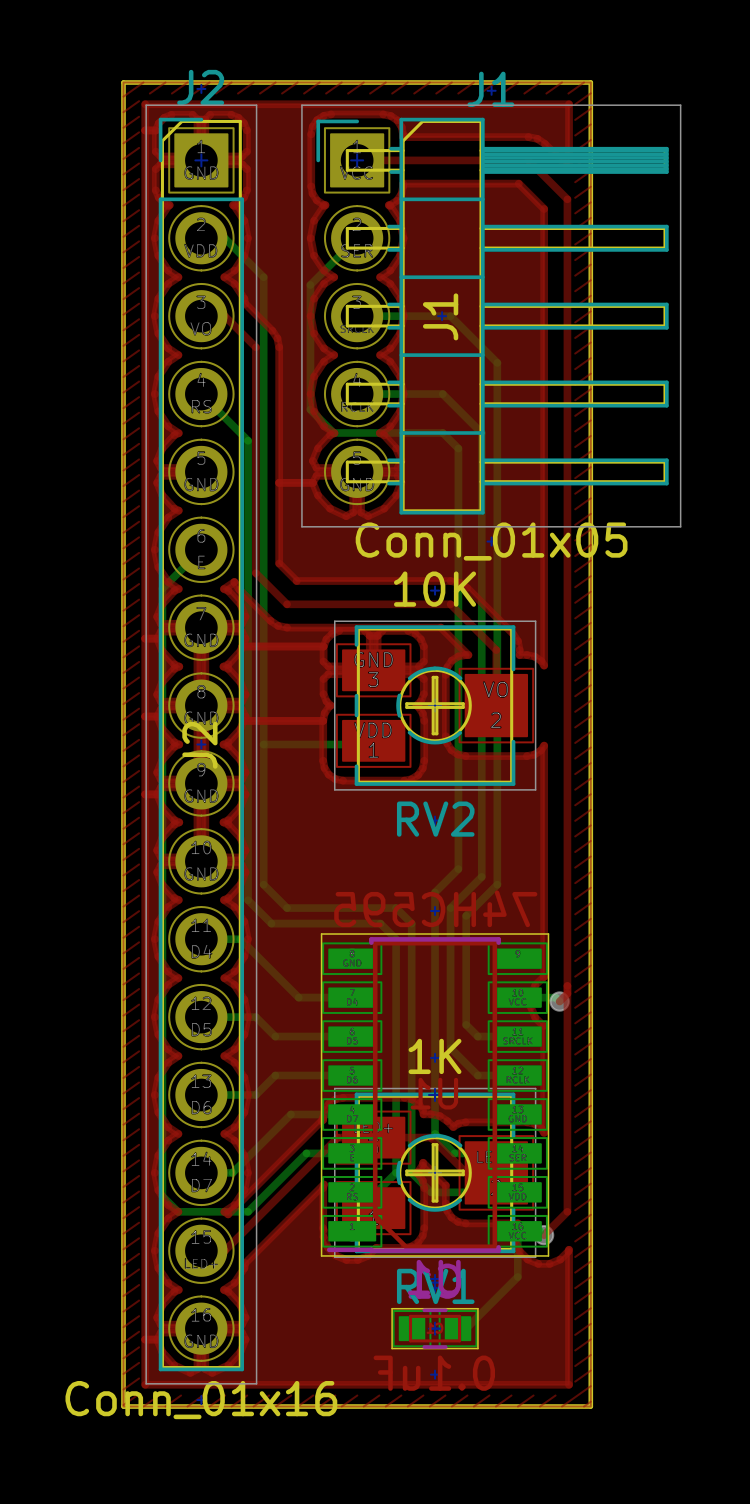 J2
J1
1
GND
1
VCC
2
VDD
2
SER
3
VO
3
SRCLK
J1
4
RS
4
RCLK
5
GND
5
GND
Conn_01x05
6
E
10K
7
GND
GND
3
VO
2
8
GND
J2
VDD
1
9
GND
RV2
10
GND
74HC595
11
D4
8
GND
9
7
D4
10
VCC
12
D5
6
D5
11
SRCLK
1K
5
D6
12
RCLK
13
D6
U1
4
D7
13
GND
LED+
3
E
14
SER
14
D7
2
RS
15
VDD
1
16
VCC
15
LED+
RV1
16
GND
0.1uF
Conn_01x16